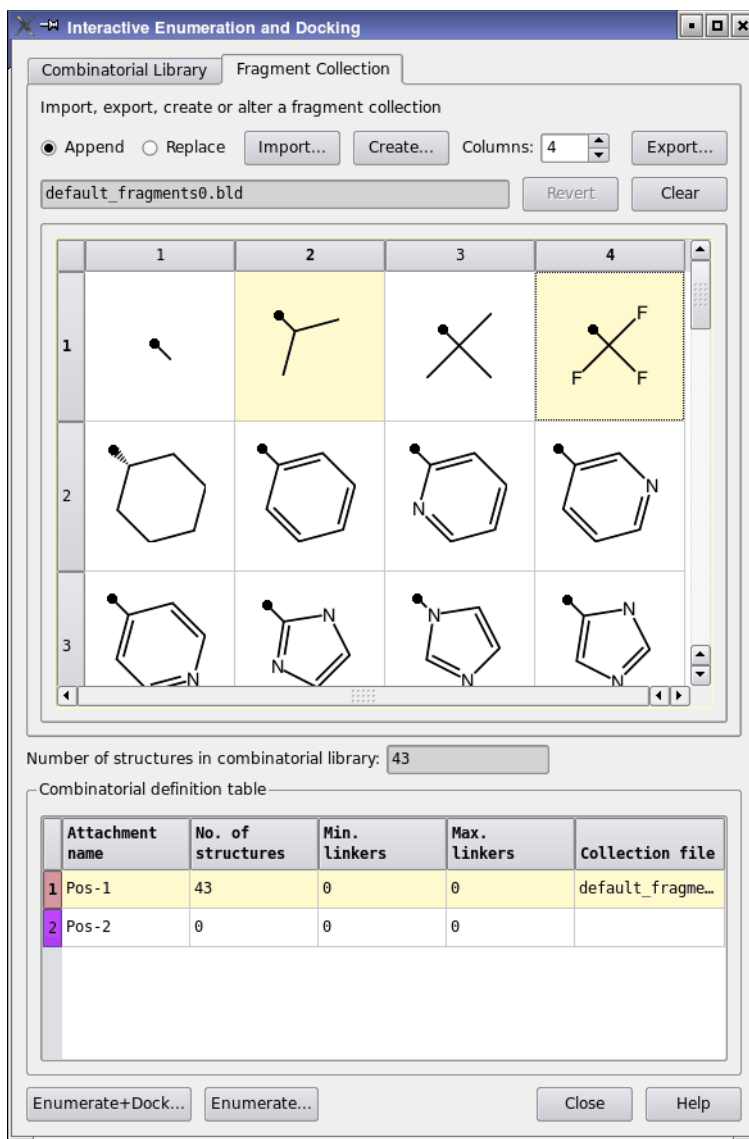 Interactive Enumeration and Docking
Combinatorial Library Fragment Collection
Import, export, create or alter a fragment collection
Append Replace Import... Create... Columns: 4 Export...
default_fragments0.bld Revert Clear
1 2 3 4
1
F
F F
2
N N
3
N N N
N N N
Number of structures in combinatorial library: 43
Combinatorial definition table
Attachment name No. of structures Min. linkers Max. linkers Collection file
1 Pos-1 43 0 0 default_fragme…
2 Pos-2 0 0 0
Enumerate+Dock... Enumerate... Close Help